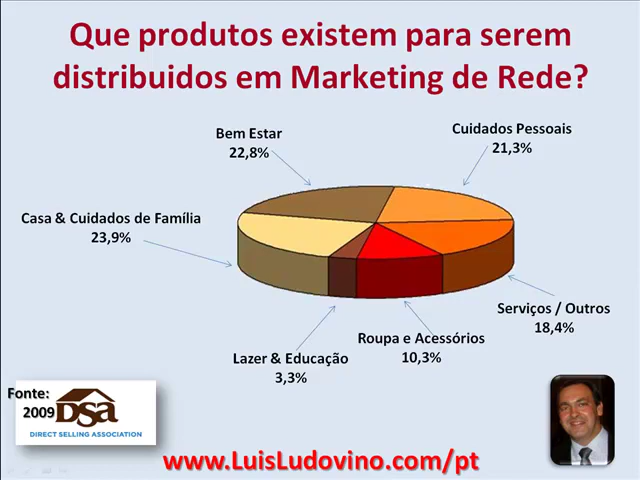 Que produtos existem para serem
distribuidos em Marketing de Rede?
Bem Estar
22,8%
Cuidados Pessoais
21,3%
Casa & Cuidados de Família
23,9%
Serviços / Outros
18,4%
Roupa e Acessórios
10,3%
Lazer & Educação
3,3%
Fonte:
2009
DSA
DIRECT SELLING ASSOCIATION
www.LuisLudovino.com/pt